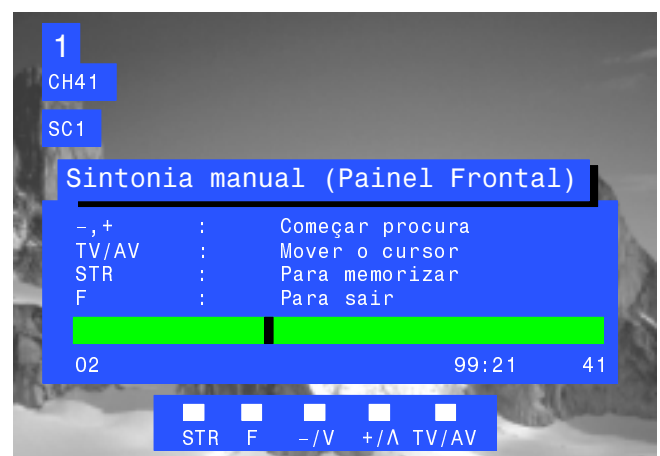 1
CH41
SC1
Sintonia manual (Painel Frontal)
–,+ : Começar procura
TV/AV : Mover o cursor
STR : Para memorizar
F : Para sair
02 99:21 41
STR F –/V +/Λ TV/AV